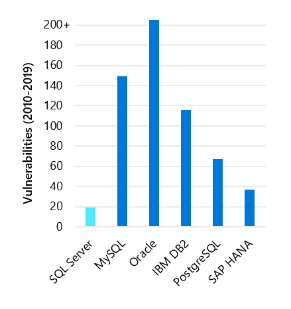 Vulnerabilities (2010-2019)
200+
180
160
140
120
100
80
60
40
20
0
SQL Server
MySQL
Oracle
IBM DB2
PostgreSQL
SAP HANA